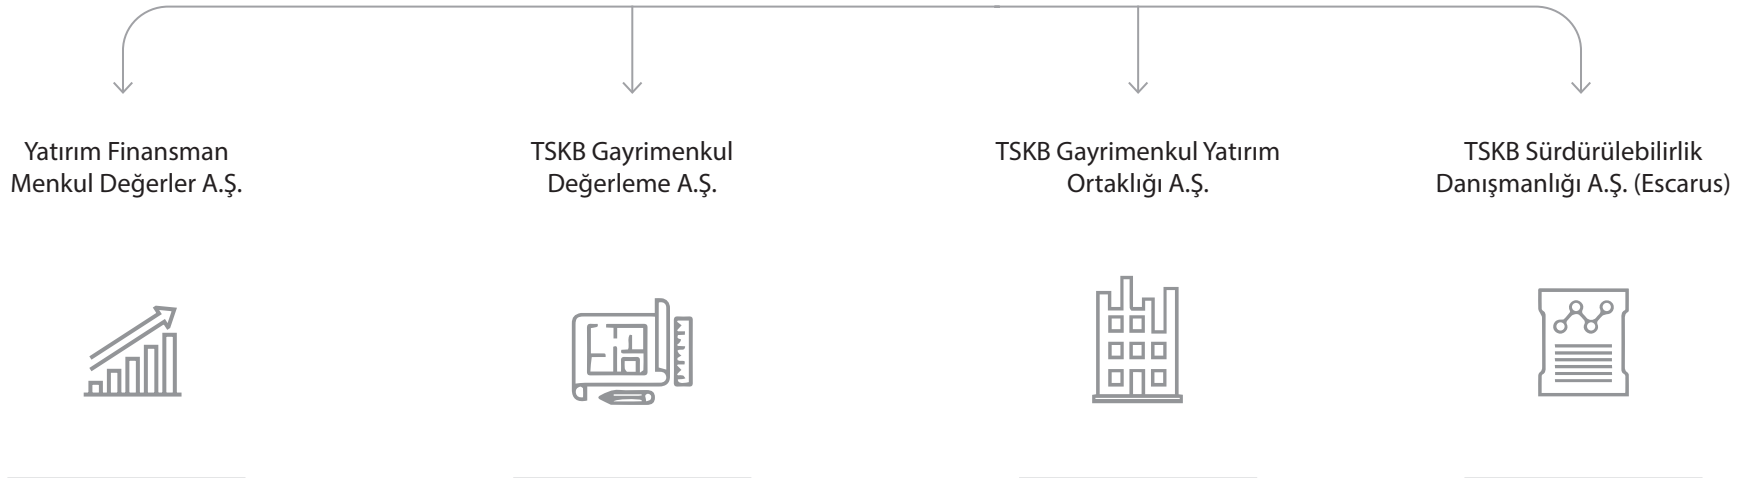 Yatırım Finansman
Menkul Değerler A.Ş.
TSKB Gayrimenkul
Değerleme A.Ş.
TSKB Gayrimenkul Yatırım
Ortaklığı A.Ş.
TSKB Sürdürülebilirlik
Danışmanlığı A.Ş. (Escarus)